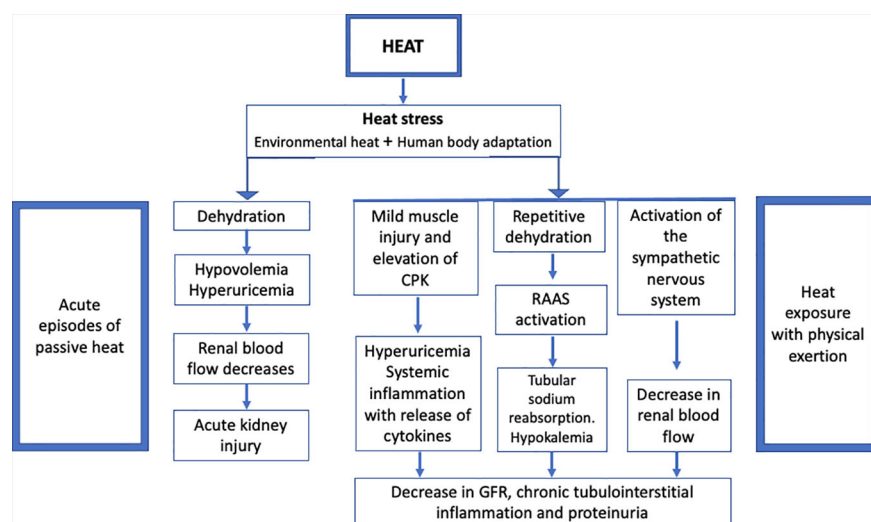 HEAT
Heat stress
Environmental heat + Human body adaptation
Acute
episodes of
passive heat
Dehydration
Hypovolemia
Hyperuricemia
Renal blood
flow decreases
Acute kidney
injury
Mild muscle
injury and
elevation of
CPK
Hyperuricemia
Systemic
inflammation
with release of
cytokines
Repetitive
dehydration
RAAS
activation
Tubular
sodium
reabsorption.
Hypokalemia
Activation of
the
sympathetic
nervous
system
Decrease in
renal blood
flow
Heat
exposure
with physical
exertion
Decrease in GFR, chronic tubulointerstitial
inflammation and proteinuria